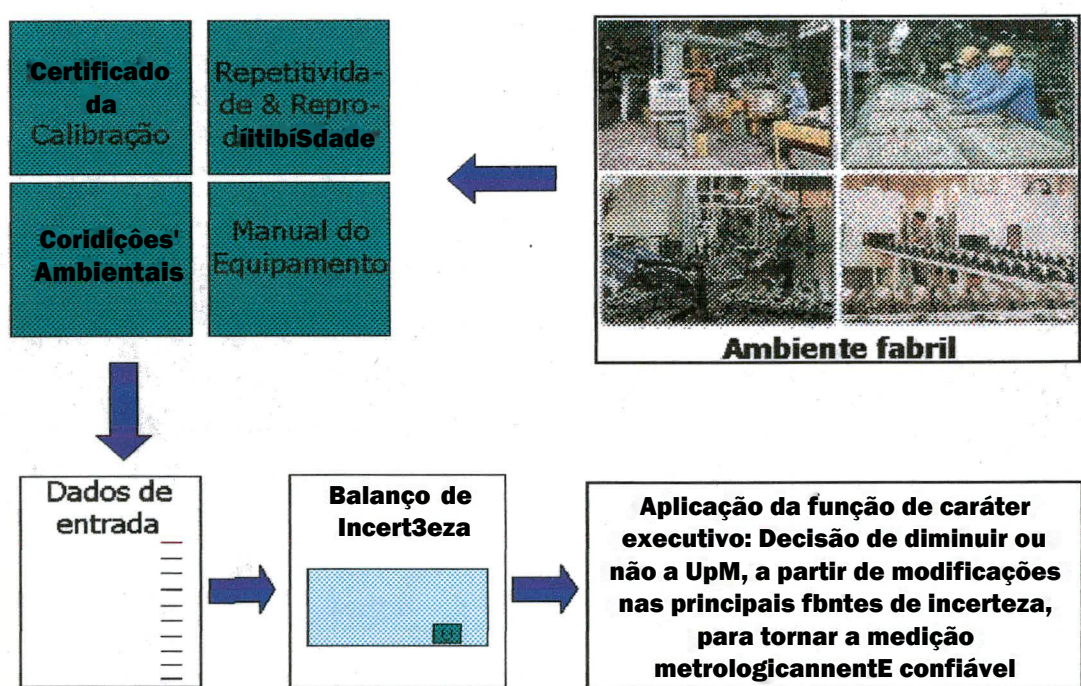 Certificado
da
Calibração
Repetitivida-
de & Repro-
díitibíSdade
Coridições'
Ambientais
Manual do
Equipamento
Ambiente fabril
Dados de
entrada
Balanço de
Incert3eza
Aplicação da função de caráter
executivo: Decisão de diminuir ou
não a UpM, a partir de modificações
nas principais fbntes de incerteza,
para tornar a medição
metrologicannentE confiável